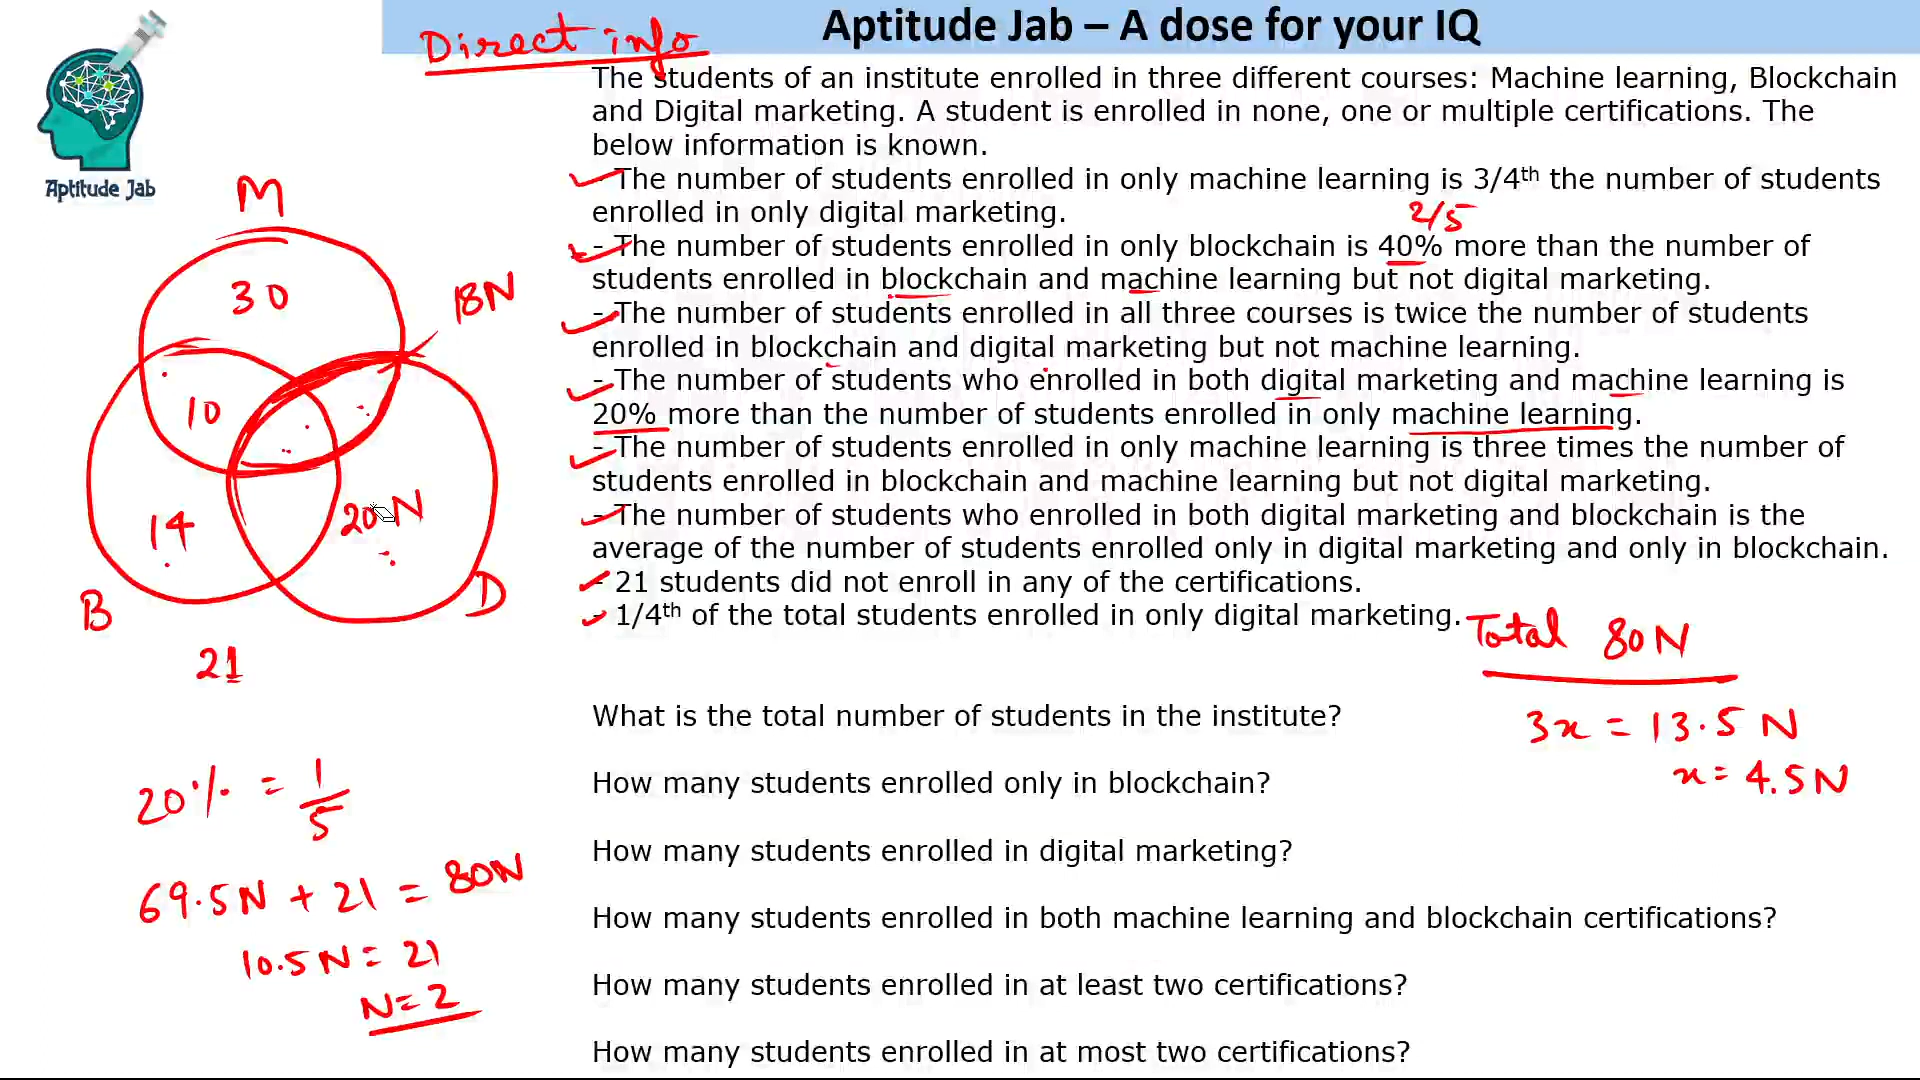 Aptitude Jab – A dose for your IQ
Direct info
The students of an institute enrolled in three different courses: Machine learning, Blockchain
and Digital marketing. A student is enrolled in none, one or multiple certifications. The
below information is known.
Aptitude Jab
- The number of students enrolled in only machine learning is 3/4th the number of students
enrolled in only digital marketing.
2/5
- The number of students enrolled in only blockchain is 40% more than the number of
students enrolled in blockchain and machine learning but not digital marketing.
- The number of students enrolled in all three courses is twice the number of students
enrolled in blockchain and digital marketing but not machine learning.
- The number of students who enrolled in both digital marketing and machine learning is
20% more than the number of students enrolled in only machine learning.
- The number of students enrolled in only machine learning is three times the number of
students enrolled in blockchain and machine learning but not digital marketing.
- The number of students who enrolled in both digital marketing and blockchain is the
average of the number of students enrolled only in digital marketing and only in blockchain.
- 21 students did not enroll in any of the certifications.
- 1/4th of the total students enrolled in only digital marketing.
M
30
18N
10
14
20N
B
D
21
Total 80N
3x = 13.5 N
x = 4.5N
What is the total number of students in the institute?
How many students enrolled only in blockchain?
How many students enrolled in digital marketing?
How many students enrolled in both machine learning and blockchain certifications?
How many students enrolled in at least two certifications?
How many students enrolled in at most two certifications?
20% = 1/5
69.5N + 21 = 80N
10.5N = 21
N = 2